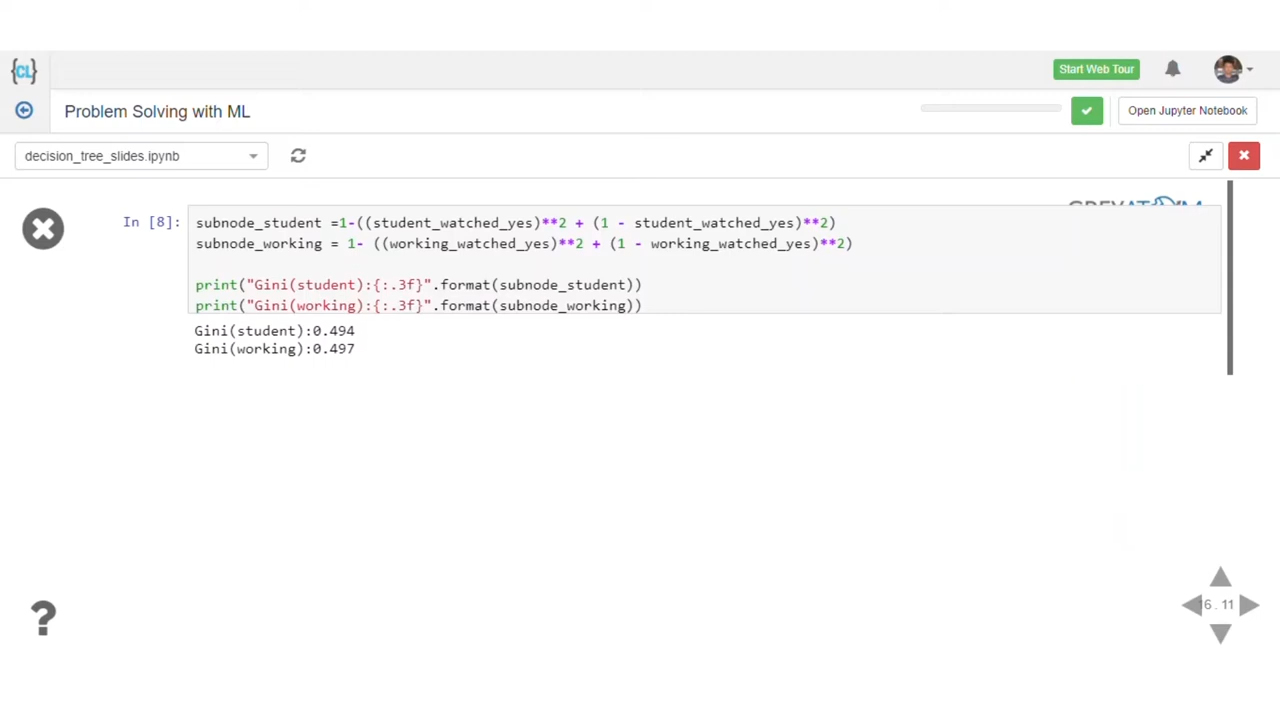 {CL}
Start Web Tour
Problem Solving with ML
Open Jupyter Notebook
decision_tree_slides.ipynb
In [8]:
subnode_student =1-((student_watched_yes)**2 + (1 - student_watched_yes)**2)
subnode_working = 1- ((working_watched_yes)**2 + (1 - working_watched_yes)**2)
print("Gini(student):{:.3f}".format(subnode_student))
print("Gini(working):{:.3f}".format(subnode_working))
Gini(student):0.494
Gini(working):0.497
?
16 . 11